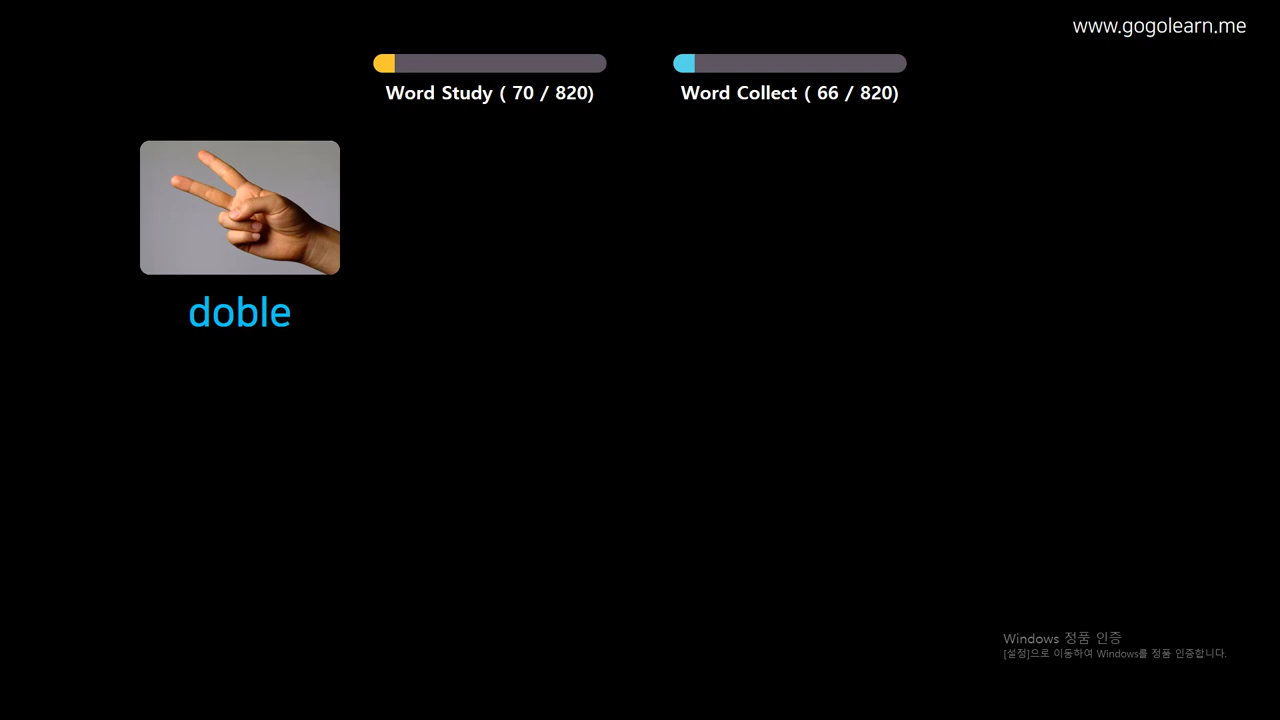 www.gogolearn.me
Word Study ( 70 / 820)
Word Collect ( 66 / 820)
doble
Windows 정품 인증
[설정]으로 이동하여 Windows를 정품 인증합니다.